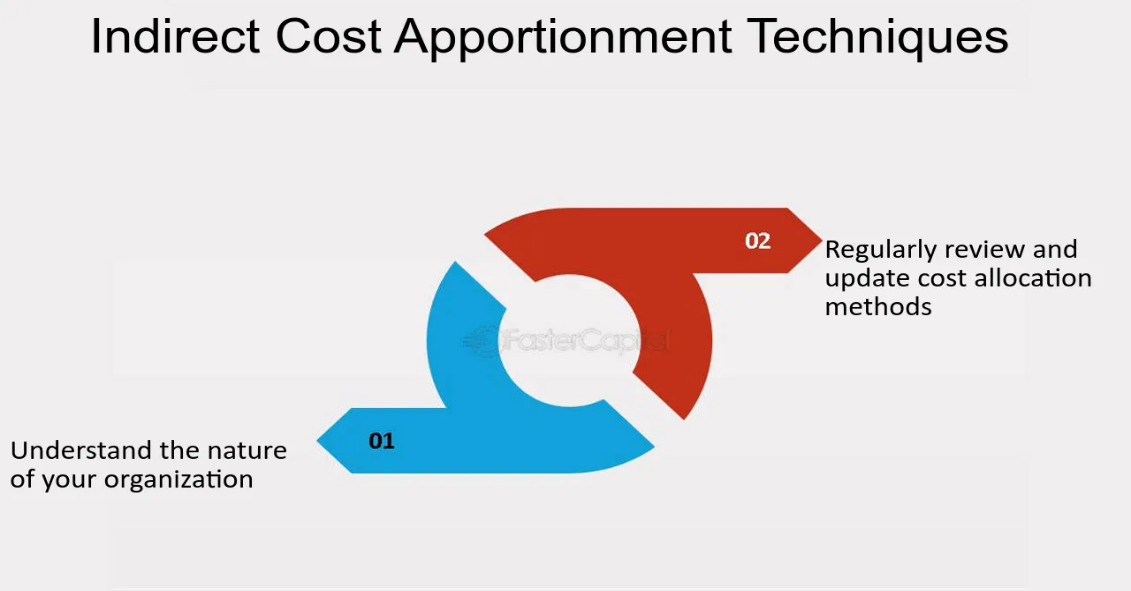 Indirect Cost Apportionment Techniques
02
Regularly review and
update cost allocation
methods
FasterCapital
01
Understand the nature
of your organization